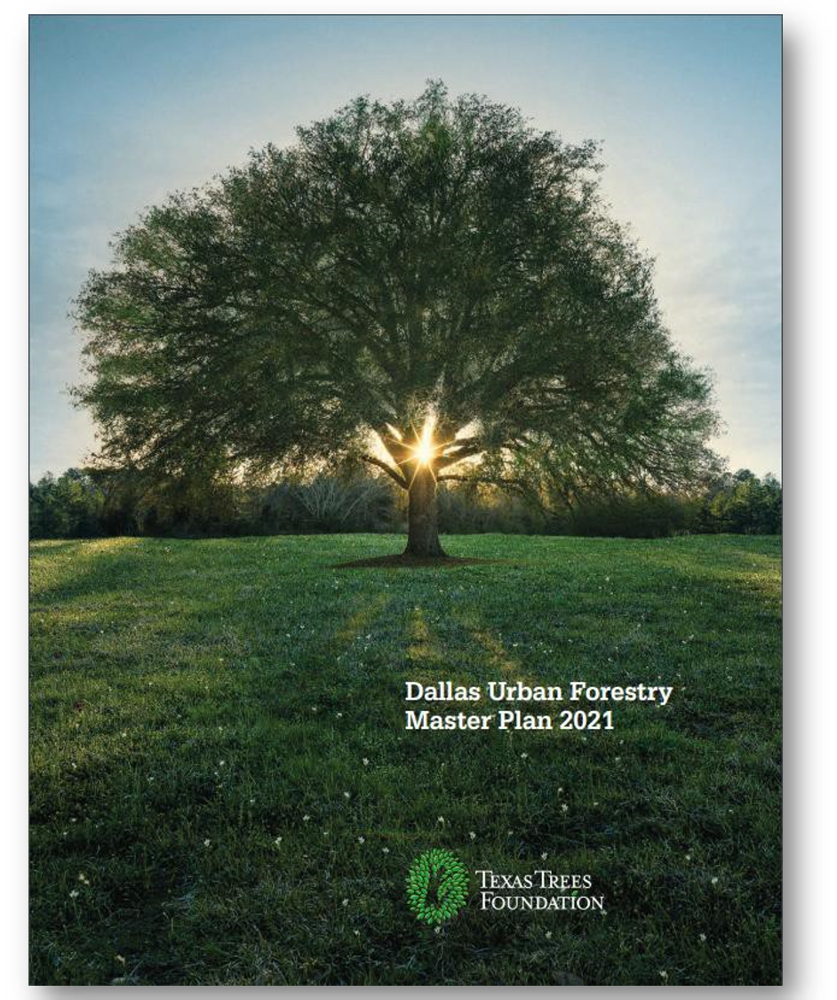 Dallas Urban Forestry
Master Plan 2021
Texas Trees
Foundation